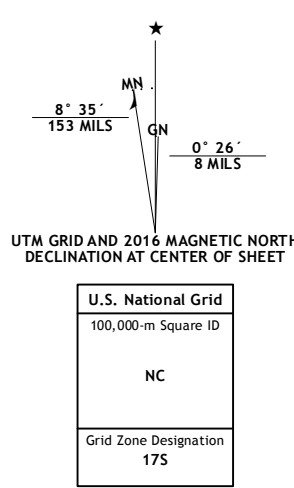 MN
8° 35´
153 MILS
GN
0° 26´
8 MILS
UTM GRID AND 2016 MAGNETIC NORTH
DECLINATION AT CENTER OF SHEET
U.S. National Grid
100,000-m Square ID
NC
Grid Zone Designation
17S